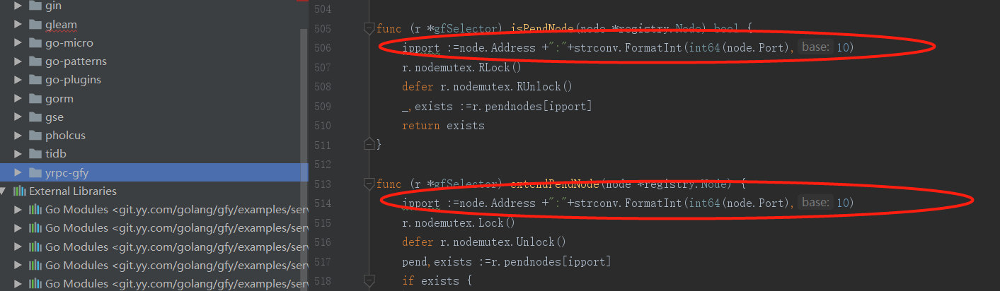 gin
gleam
go-micro
go-patterns
go-plugins
gorm
gse
pholcus
tidb
yrpc-gfy
External Libraries
Go Modules <git.yy.com/golang/gfy/examples/serv
Go Modules <git.yy.com/golang/gfy/examples/serv
Go Modules <git.yy.com/golang/gfy/examples/serv
Go Modules <git.yy.com/golang/gfy/examples/serv
Go Modules <git.yy.com/golang/gfy/examples/serv
504
505 func (r *gfSelector) isPendNode(node *registry.Node) bool {
506 ipport :=node.Address +":"+strconv.FormatInt(int64(node.Port), base: 10)
507 r.nodemutex.RLock()
508 defer r.nodemutex.RUnlock()
509 _,exists :=r.pendnodes[ipport]
510 return exists
511 }
512
513 func (r *gfSelector) extendPendNode(node *registry.Node) {
514 ipport :=node.Address +":"+strconv.FormatInt(int64(node.Port), base: 10)
515 r.nodemutex.Lock()
516 defer r.nodemutex.Unlock()
517 pend,exists :=r.pendnodes[ipport]
518 if exists {